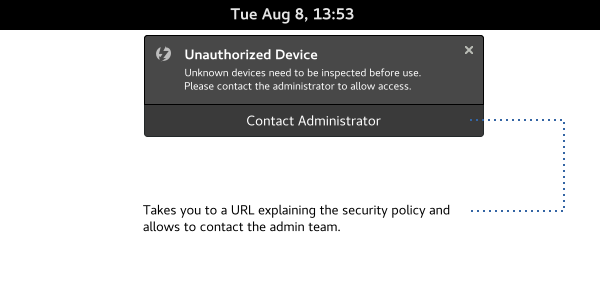 Tue Aug 8, 13:53
Unauthorized Device
Unknown devices need to be inspected before use.
Please contact the administrator to allow access.
Contact Administrator
Takes you to a URL explaining the security policy and
allows to contact the admin team.